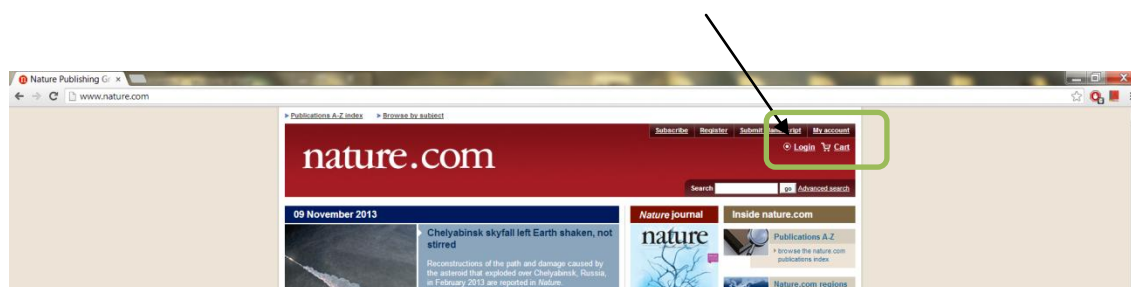 Nature Publishing Gr
www.nature.com
Publications A-Z index Browse by subject
Subscribe Register Submit manuscript My account
nature.com
Login Cart
Search go Advanced search
09 November 2013
Chelyabinsk skyfall left Earth shaken, not
stirred
Reconstructions of the path and damage caused by
the asteroid that exploded over Chelyabinsk, Russia,
in February 2013 are reported in Nature.
Nature journal
nature
Inside nature.com
Publications A-Z
browse the nature.com
publications index
Nature.com regions